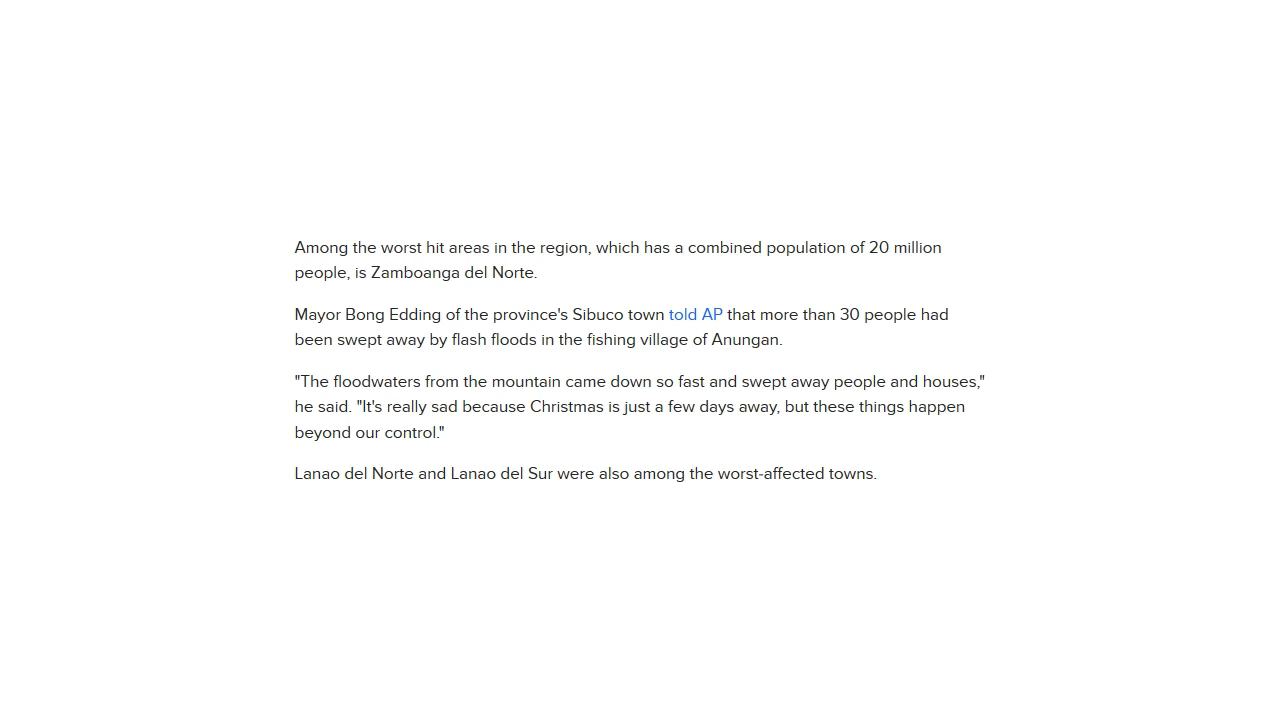 Among the worst hit areas in the region, which has a combined population of 20 million
people, is Zamboanga del Norte.
Mayor Bong Edding of the province's Sibuco town told AP that more than 30 people had
been swept away by flash floods in the fishing village of Anungan.
"The floodwaters from the mountain came down so fast and swept away people and houses,"
he said. "It's really sad because Christmas is just a few days away, but these things happen
beyond our control."
Lanao del Norte and Lanao del Sur were also among the worst-affected towns.